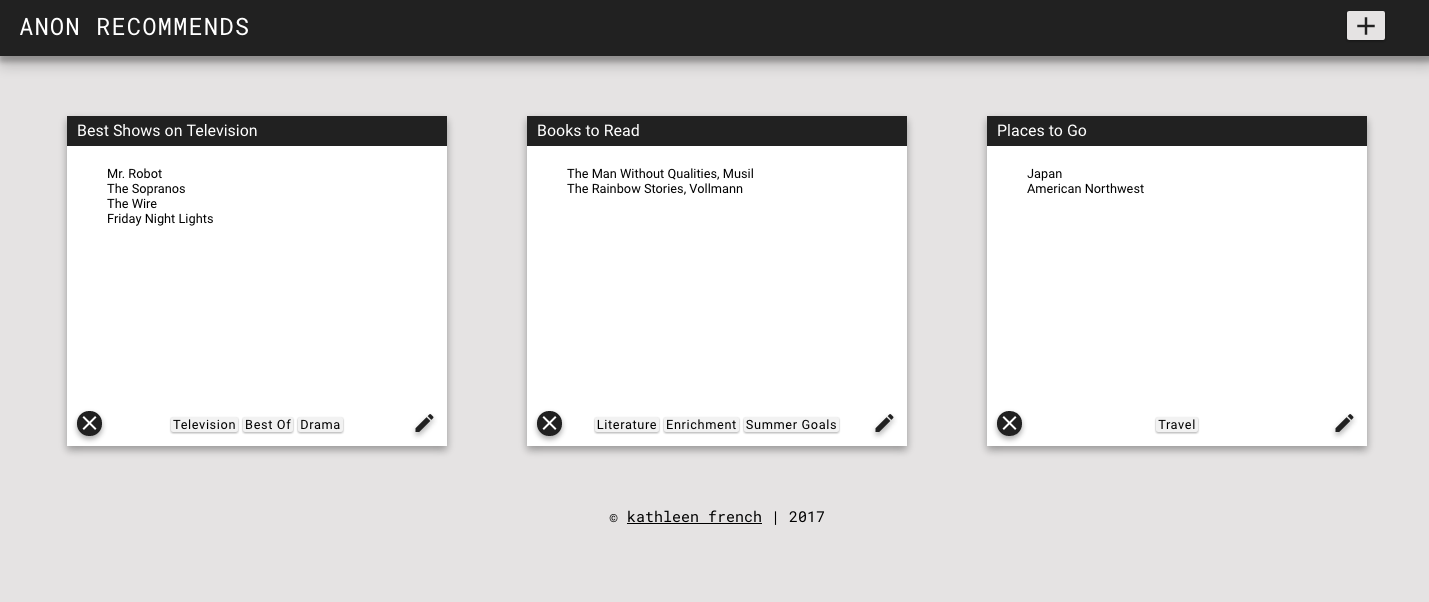 ANON RECOMMENDS
Best Shows on Television
Mr. Robot
The Sopranos
The Wire
Friday Night Lights
Television Best Of Drama
Books to Read
The Man Without Qualities, Musil
The Rainbow Stories, Vollmann
Literature Enrichment Summer Goals
Places to Go
Japan
American Northwest
Travel
© kathleen french | 2017